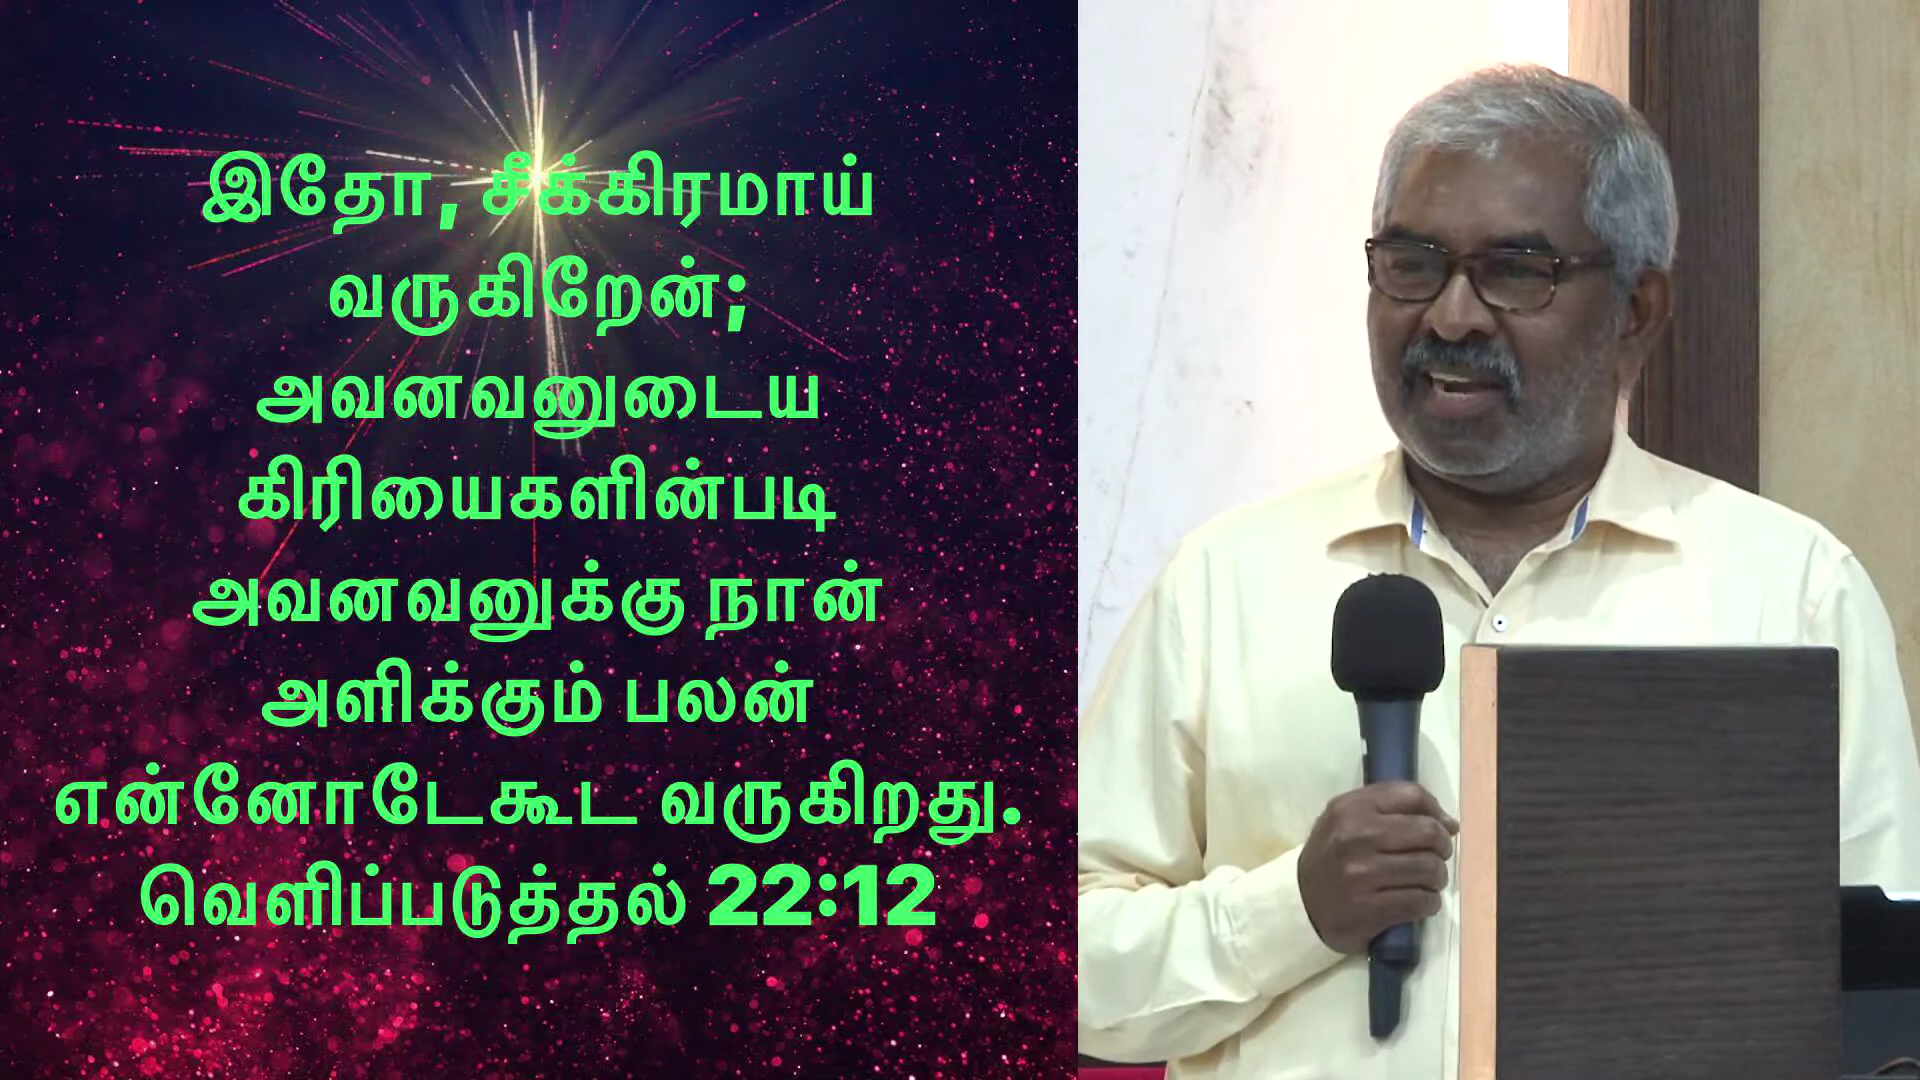 இதோ, சீக்கிரமாய்
வருகிறேன்;
அவனவனுடைய
கிரியைகளின்படி
அவனவனுக்கு நான்
அளிக்கும் பலன்
என்னோடேகூட வருகிறது.
வெளிப்படுத்தல் 22:12